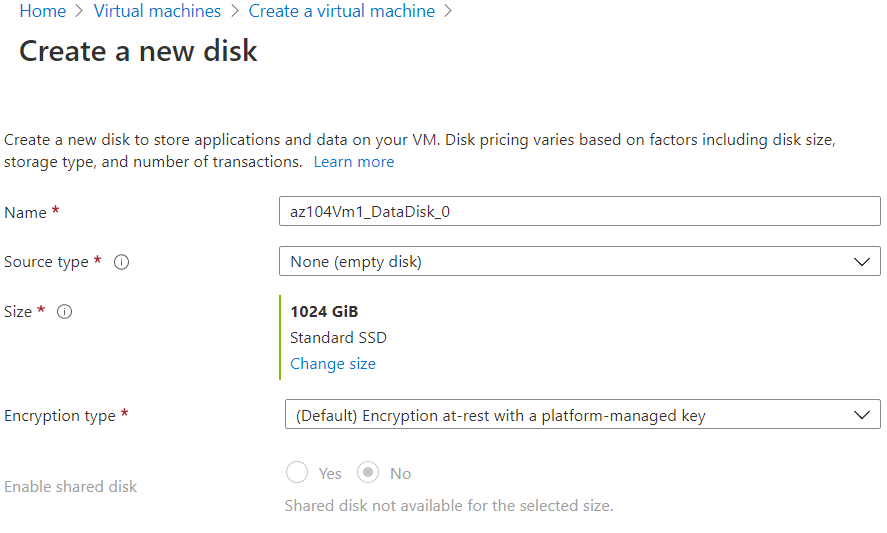 Home > Virtual machines > Create a virtual machine >
Create a new disk
Create a new disk to store applications and data on your VM. Disk pricing varies based on factors including disk size,
storage type, and number of transactions. Learn more
Name *
az104Vm1_DataDisk_0
Source type *
None (empty disk)
Size *
1024 GiB
Standard SSD
Change size
Encryption type *
(Default) Encryption at-rest with a platform-managed key
Enable shared disk
Yes No
Shared disk not available for the selected size.